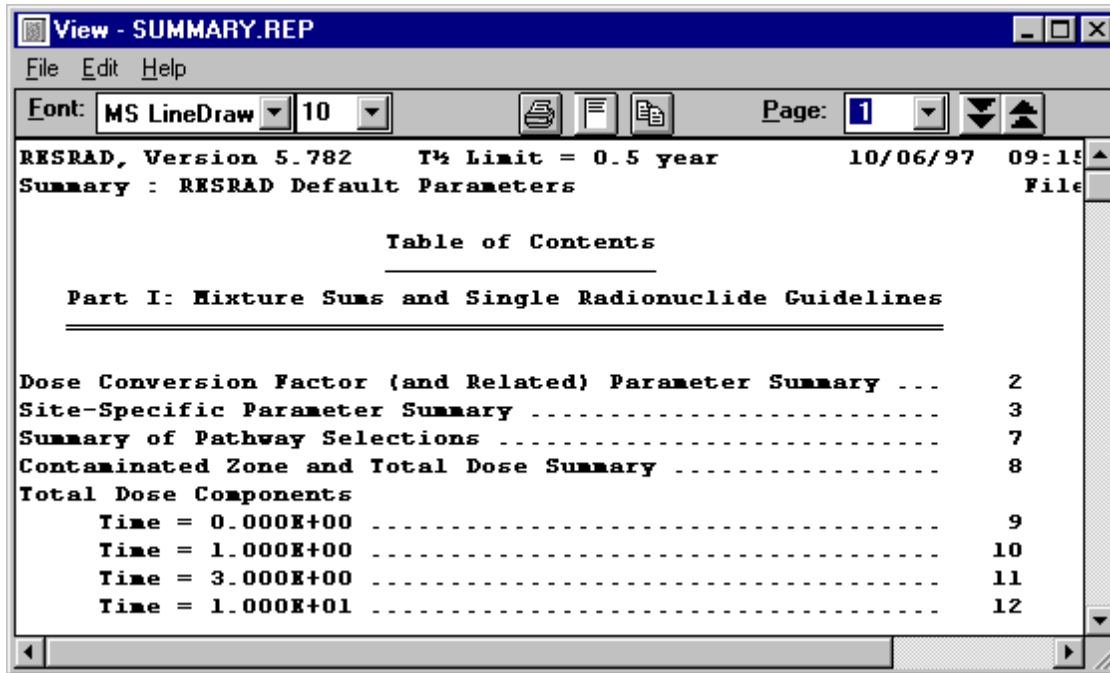 View - SUMMARY.REP
File Edit Help
Font: MS LineDraw 10 Page: 1
RESRAD, Version 5.782 T½ Limit = 0.5 year 10/06/97 09:15
Summary : RESRAD Default Parameters File
Table of Contents
Part I: Mixture Sums and Single Radionuclide Guidelines
Dose Conversion Factor (and Related) Parameter Summary ... 2
Site-Specific Parameter Summary .......................... 3
Summary of Pathway Selections ............................ 7
Contaminated Zone and Total Dose Summary ................. 8
Total Dose Components
Time = 0.000E+00 .................................... 9
Time = 1.000E+00 .................................... 10
Time = 3.000E+00 .................................... 11
Time = 1.000E+01 .................................... 12